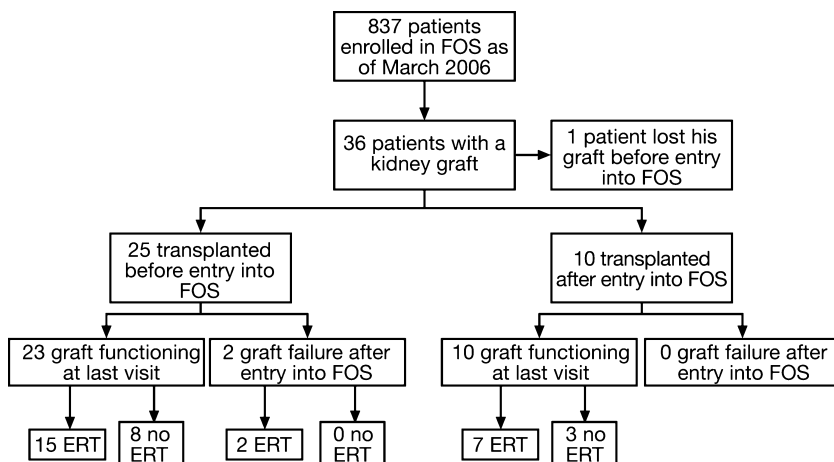 837 patients
enrolled in FOS as
of March 2006
36 patients with a
kidney graft
1 patient lost his
graft before entry
into FOS
25 transplanted
before entry into
FOS
10 transplanted
after entry into FOS
23 graft functioning
at last visit
2 graft failure after
entry into FOS
10 graft functioning
at last visit
0 graft failure after
entry into FOS
15 ERT
8 no
ERT
2 ERT
0 no
ERT
7 ERT
3 no
ERT